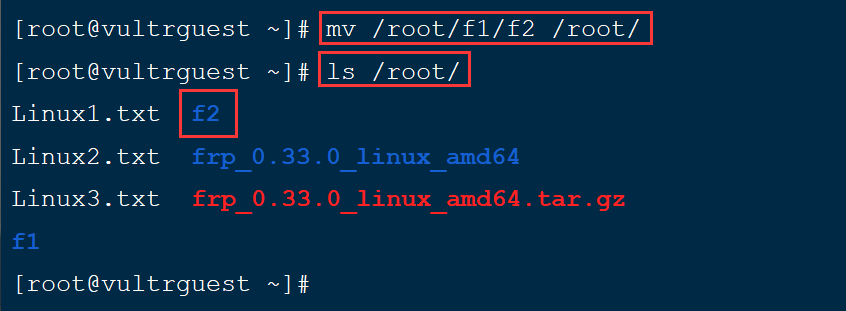 [root@vultrguest ~]# mv /root/f1/f2 /root/
[root@vultrguest ~]# ls /root/
Linux1.txt  f2
Linux2.txt  frp_0.33.0_linux_amd64
Linux3.txt  frp_0.33.0_linux_amd64.tar.gz
f1
[root@vultrguest ~]#